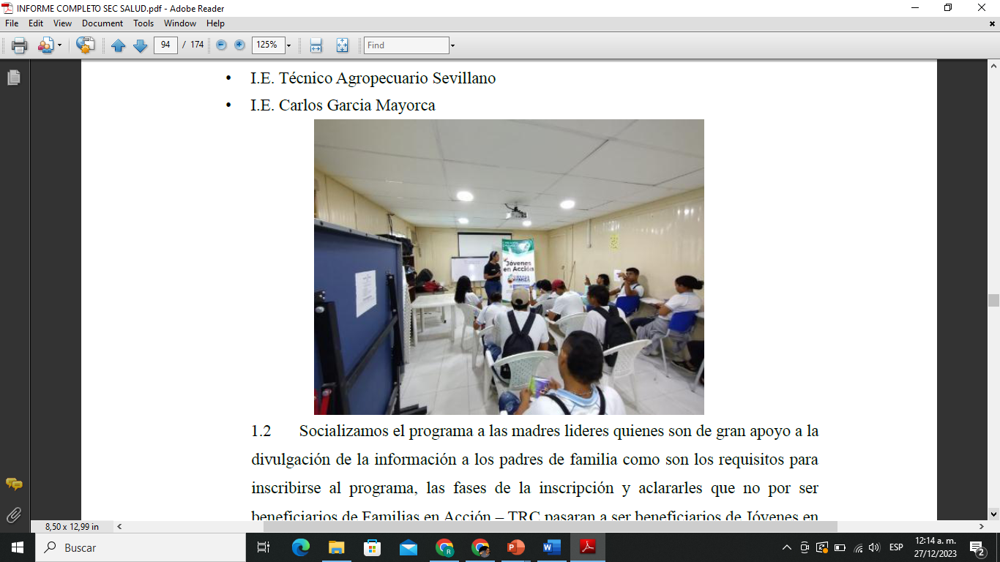 INFORME COMPLETO SEC SALUD.pdf - Adobe Reader
File Edit View Document Tools Window Help
94 / 174 125% Find
• I.E. Técnico Agropecuario Sevillano
• I.E. Carlos Garcia Mayorca
Jóvenes
en Acción
AVANZA
1.2 Socializamos el programa a las madres lideres quienes son de gran apoyo a la
divulgación de la información a los padres de familia como son los requisitos para
inscribirse al programa, las fases de la inscripción y aclararles que no por ser
beneficiarios de Familias en Acción – TRC pasaran a ser beneficiarios de Jóvenes en
8,50 x 12,99 in
Buscar
ESP
12:14 a. m.
27/12/2023
2